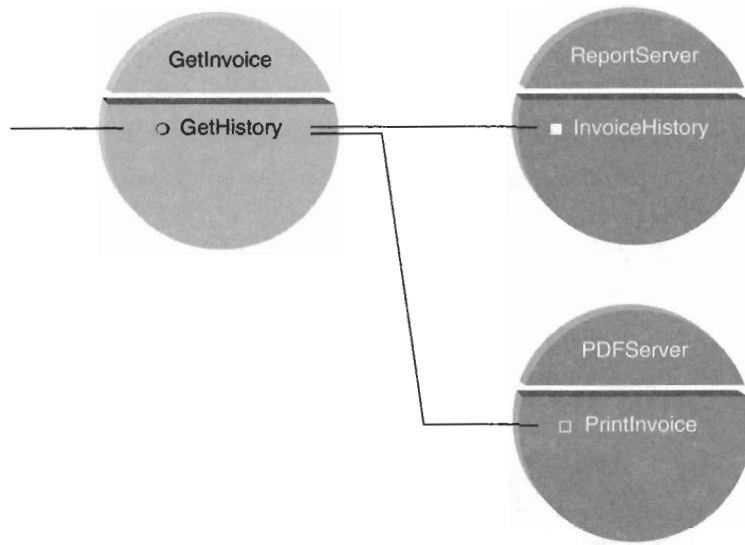 GetInvoice
GetHistory
ReportServer
InvoiceHistory
PDFServer
PrintInvoice